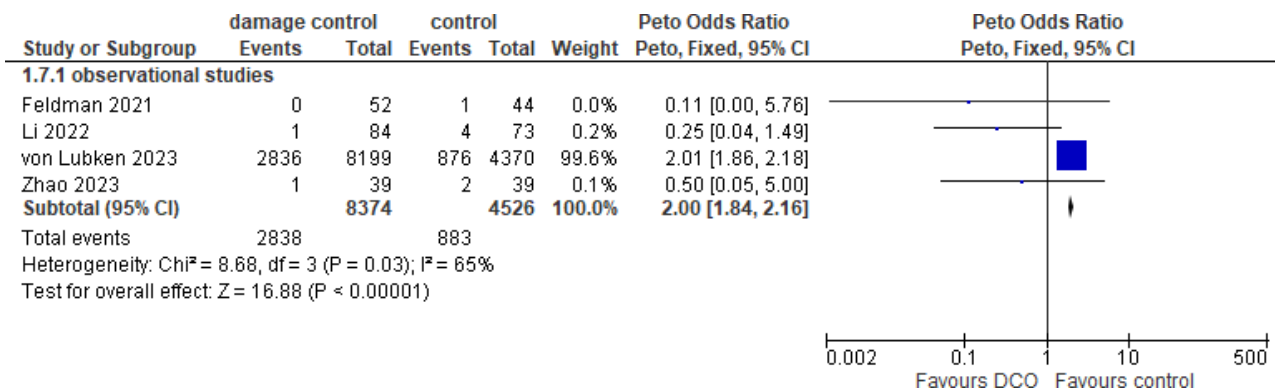 damage control control Peto Odds Ratio Peto Odds Ratio
Study or Subgroup Events Total Events Total Weight Peto, Fixed, 95% CI Peto, Fixed, 95% CI
1.7.1 observational studies
Feldman 2021 0 52 1 44 0.0% 0.11 [0.00, 5.76]
Li 2022 1 84 4 73 0.2% 0.25 [0.04, 1.49]
von Lubken 2023 2836 8199 876 4370 99.6% 2.01 [1.86, 2.18]
Zhao 2023 1 39 2 39 0.1% 0.50 [0.05, 5.00]
Subtotal (95% CI) 8374 4526 100.0% 2.00 [1.84, 2.16]
Total events 2838 883
Heterogeneity: Chi² = 8.68, df = 3 (P = 0.03); I² = 65%
Test for overall effect: Z = 16.88 (P < 0.00001)
0.002 0.1 1 10 500
Favours DCO Favours control